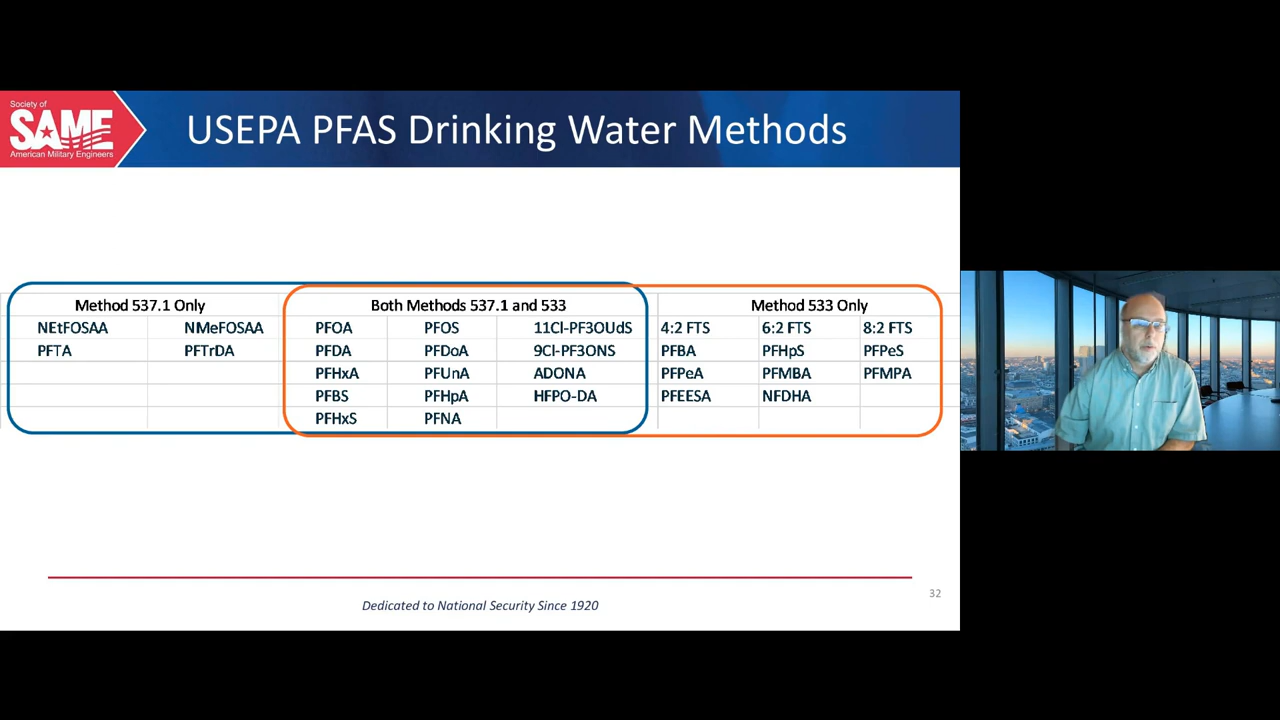 Society of
SAME
American Military Engineers
USEPA PFAS Drinking Water Methods
Method 537.1 Only Both Methods 537.1 and 533 Method 533 Only
NEtFOSAA NMeFOSAA PFOA PFOS 11Cl-PF3OUdS 4:2 FTS 6:2 FTS 8:2 FTS
PFTA PFTrDA PFDA PFDoA 9Cl-PF3ONS PFBA PFHpS PFPeS
PFHxA PFUnA ADONA PFPeA PFMBA PFMPA
PFBS PFHpA HFPO-DA PFEESA NFDHA
PFHxS PFNA
Dedicated to National Security Since 1920
32